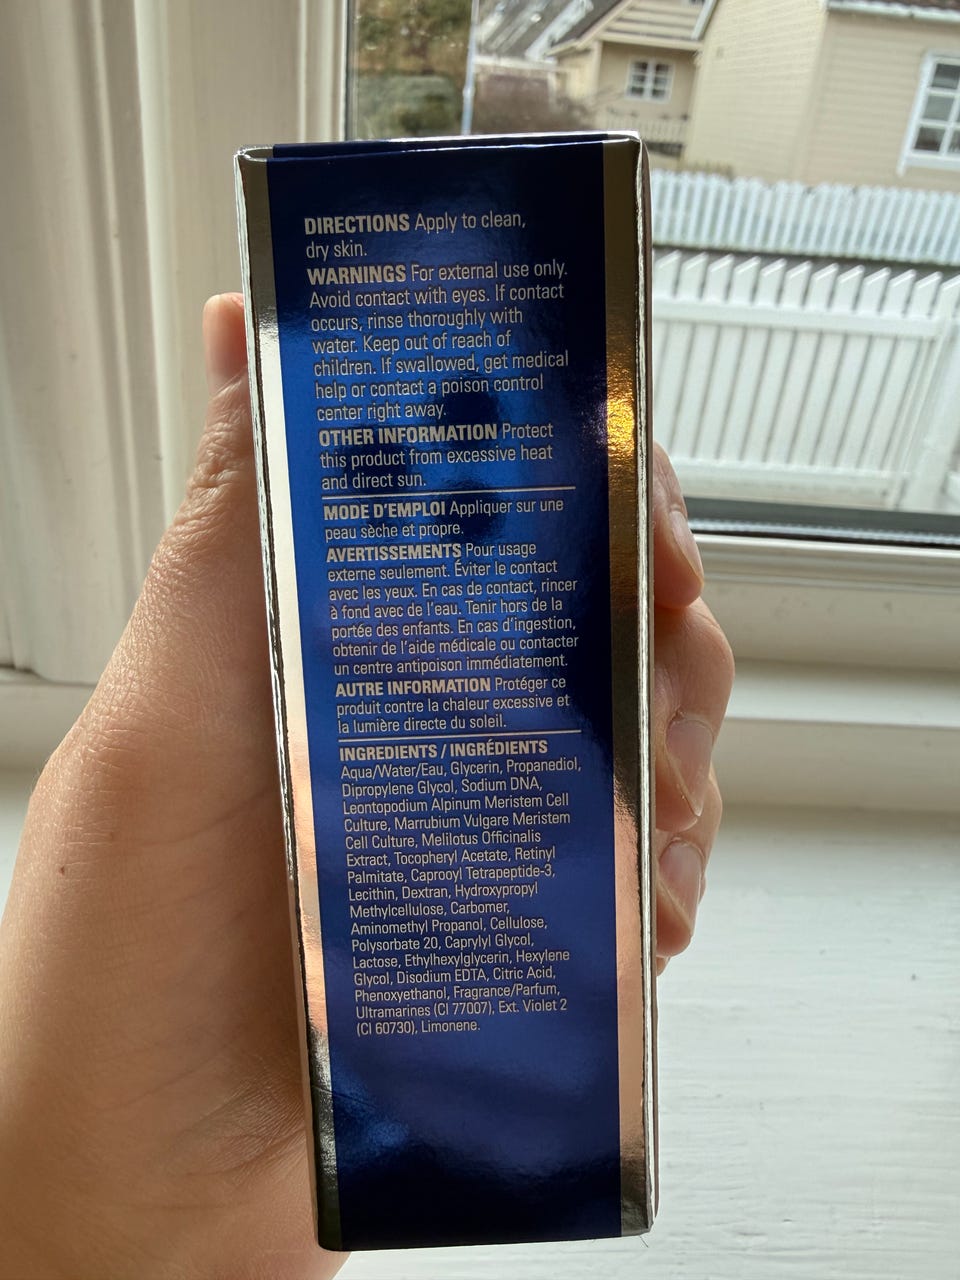 DIRECTIONS Apply to clean,
dry skin.
WARNINGS For external use only.
Avoid contact with eyes. If contact
occurs, rinse thoroughly with
water. Keep out of reach of
children. If swallowed, get medical
help or contact a poison control
center right away.
OTHER INFORMATION Protect
this product from excessive heat
and direct sun.
MODE D'EMPLOI Appliquer sur une
peau sèche et propre.
AVERTISSEMENTS Pour usage
externe seulement. Éviter le contact
avec les yeux. En cas de contact, rincer
à fond avec de l'eau. Tenir hors de la
portée des enfants. En cas d'ingestion,
obtenir de l'aide médicale ou contacter
un centre antipoison immédiatement.
AUTRE INFORMATION Protéger ce
produit contre la chaleur excessive et
la lumière directe du soleil.
INGREDIENTS / INGRÉDIENTS
Aqua/Water/Eau, Glycerin, Propanediol,
Dipropylene Glycol, Sodium DNA,
Leontopodium Alpinum Meristem Cell
Culture, Marrubium Vulgare Meristem
Cell Culture, Melilotus Officinalis
Extract, Tocopheryl Acetate, Retinyl
Palmitate, Caprooyl Tetrapeptide-3,
Lecithin, Dextran, Hydroxypropyl
Methylcellulose, Carbomer,
Aminomethyl Propanol, Cellulose,
Polysorbate 20, Caprylyl Glycol,
Lactose, Ethylhexylglycerin, Hexylene
Glycol, Disodium EDTA, Citric Acid,
Phenoxyethanol, Fragrance/Parfum,
Ultramarines (CI 77007), Ext. Violet 2
(CI 60730), Limonene.